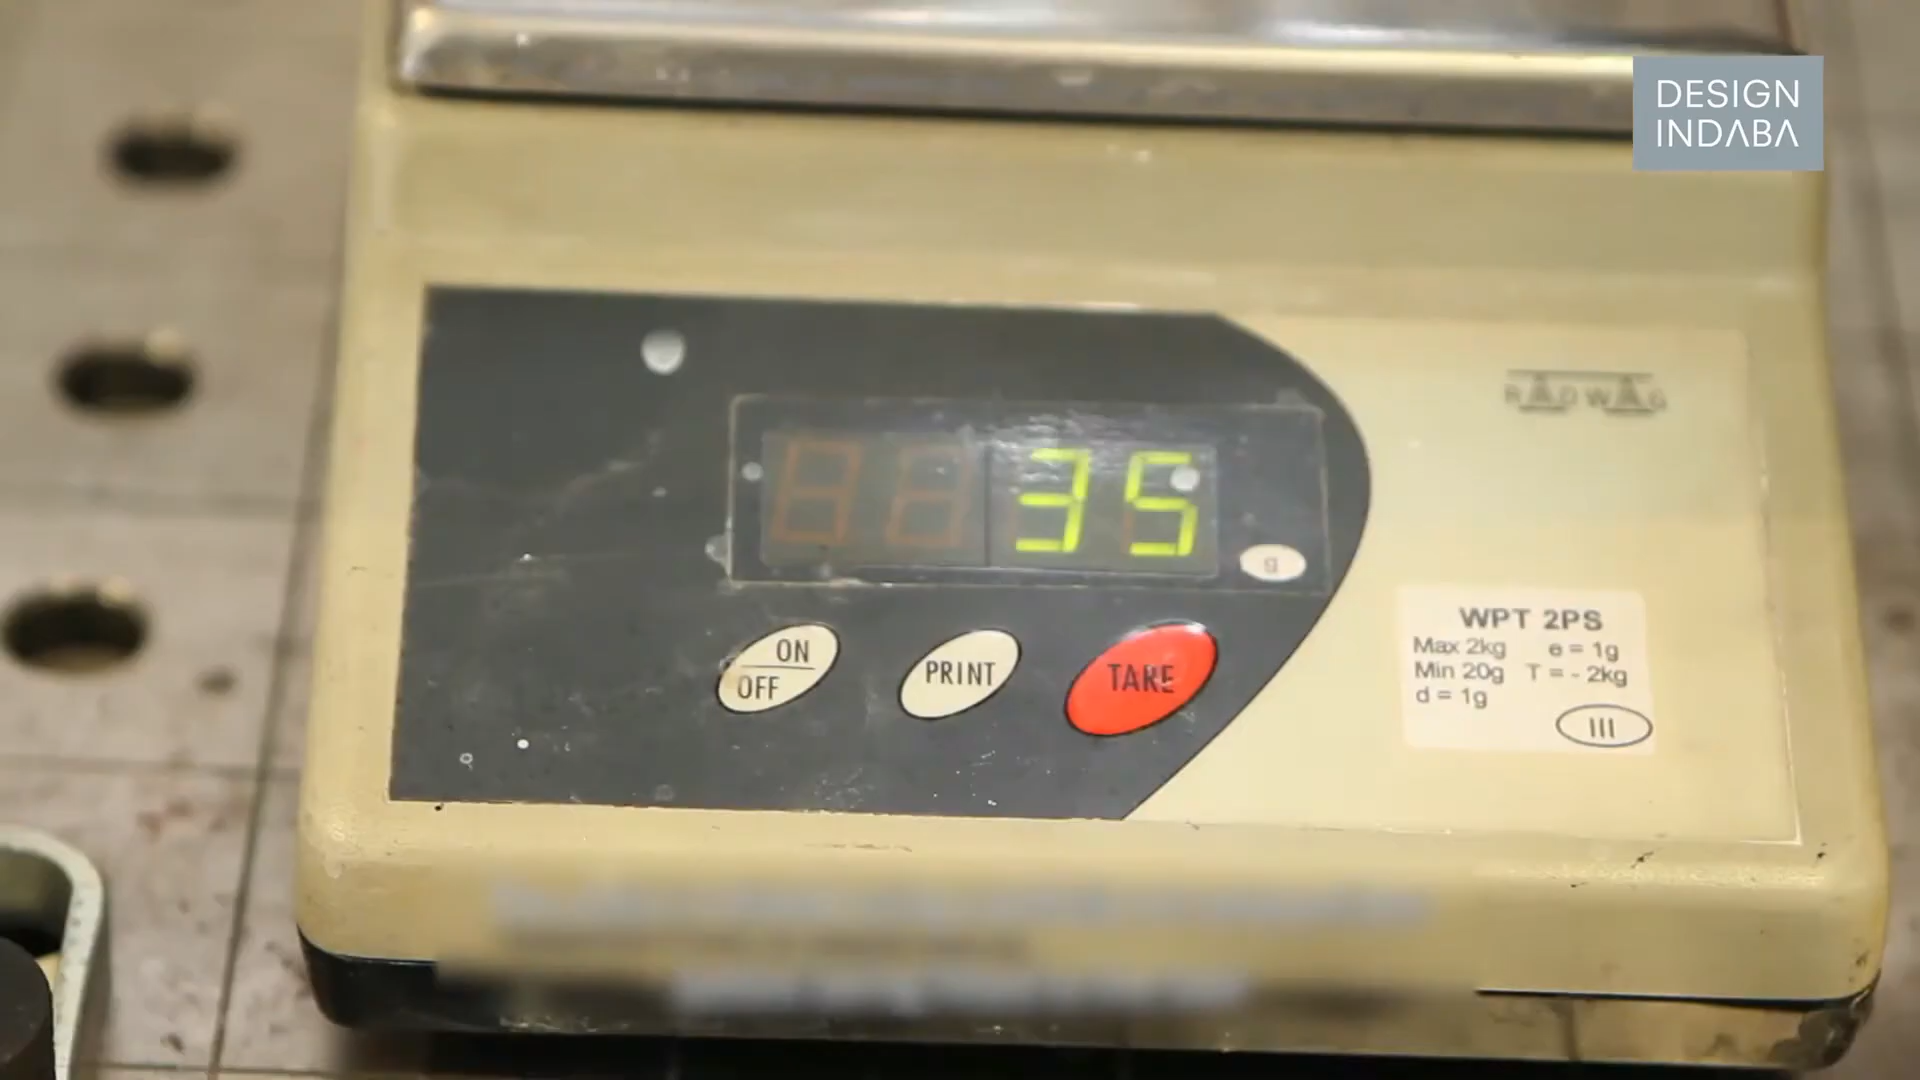 DESIGN
INDABA
RADWAG
35
g
ON
OFF
PRINT
TARE
WPT 2PS
Max 2kg e = 1g
Min 20g T = - 2kg
d = 1g
III